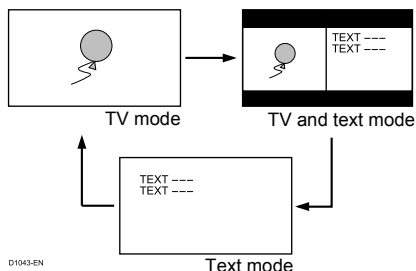 TEXT ---
TEXT ---
TV mode
TV and text mode
TEXT ---
TEXT ---
Text mode
D1043-EN